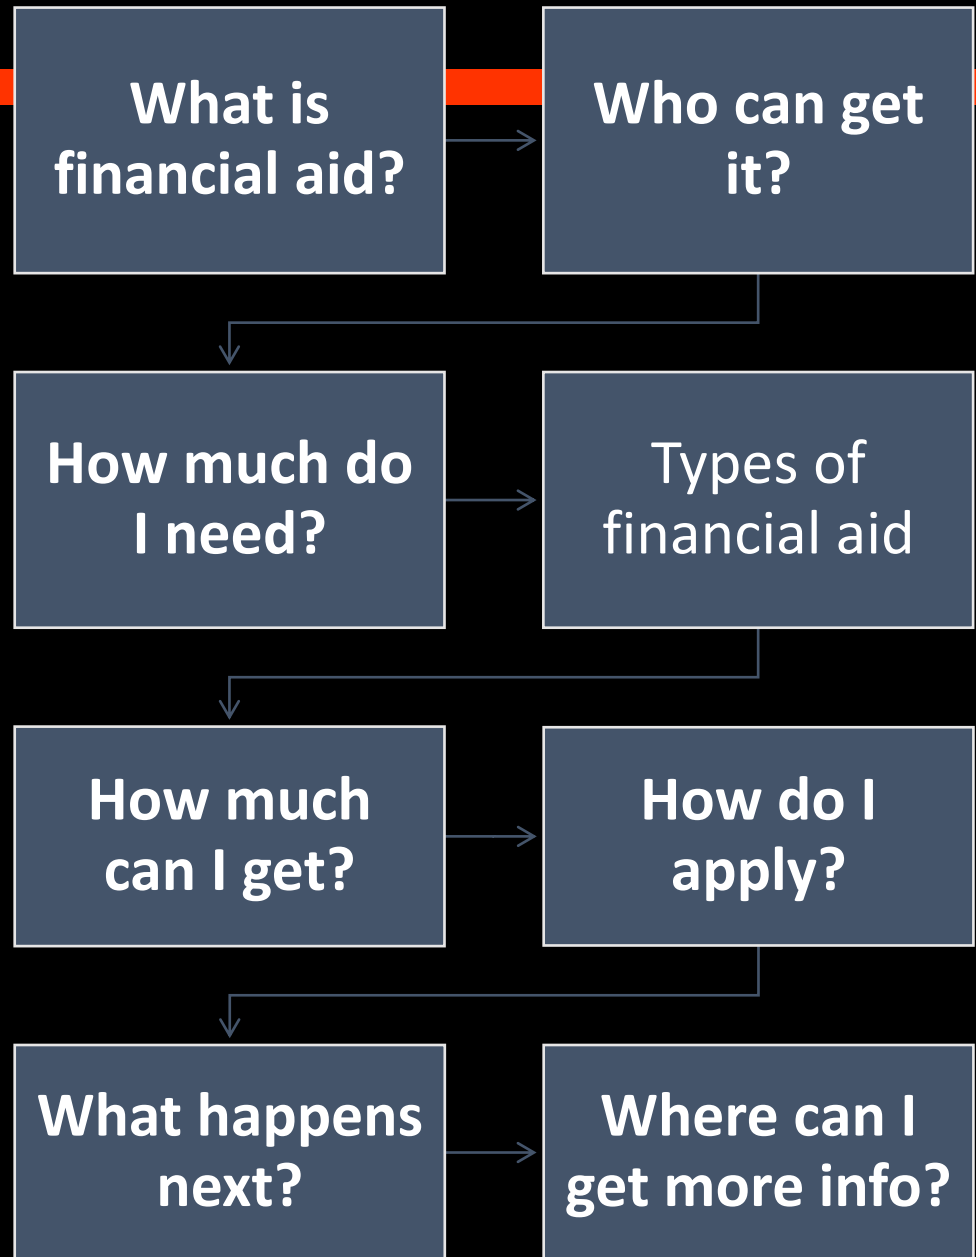 What is
financial aid?
Who can get
it?
How much do
I need?
Types of
financial aid
How much
can I get?
How do I
apply?
What happens
next?
Where can I
get more info?